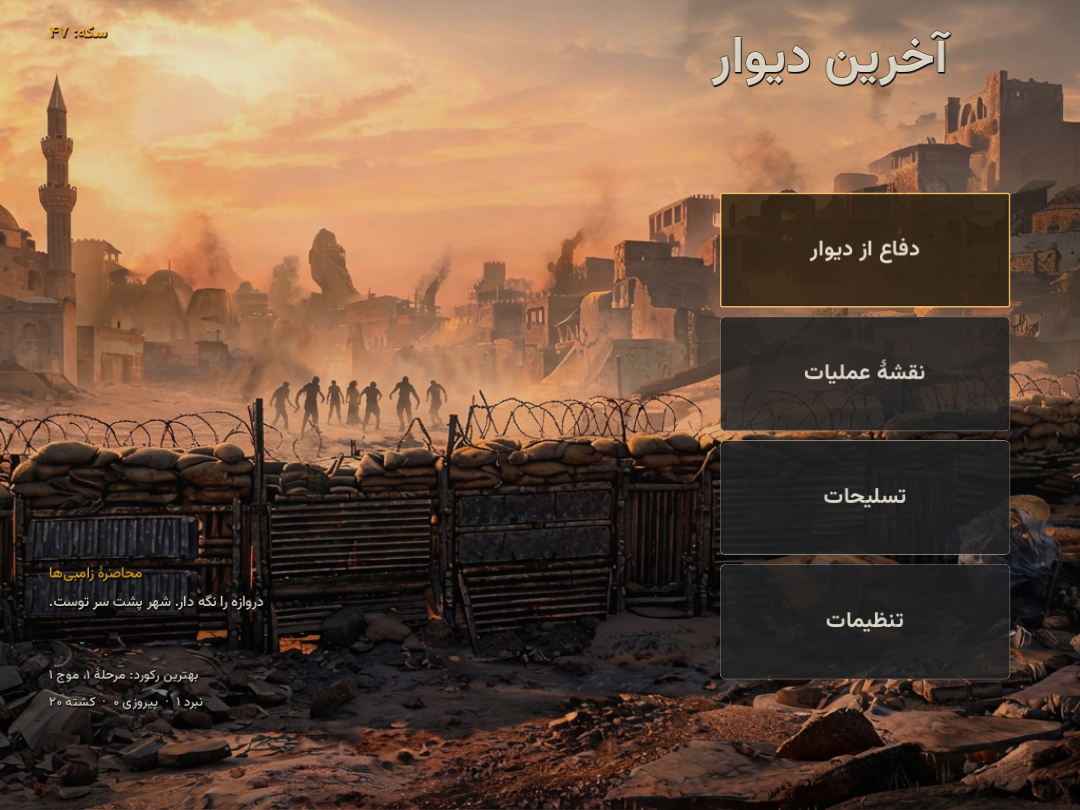 سکه: ۴۷
آخرین دیوار
دفاع از دیوار
نقشهٔ عملیات
تسلیحات
تنظیمات
محاصرهٔ زامبی‌ها
دروازه را نگه دار. شهر پشت سر توست.
بهترین رکورد: مرحلهٔ ۱، موج ۱
نبرد ۱ · پیروزی ۰ · کشته ۲۰